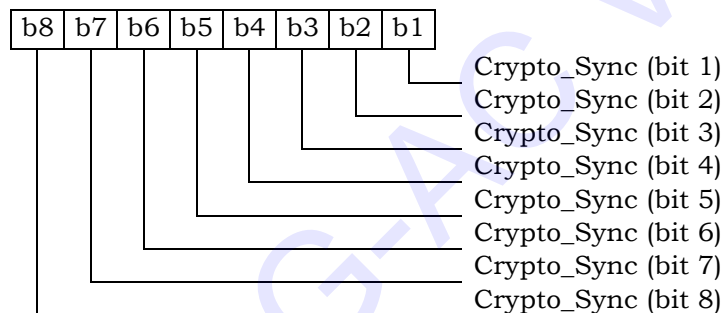 b8 b7 b6 b5 b4 b3 b2 b1
Crypto_Sync (bit 1)
Crypto_Sync (bit 2)
Crypto_Sync (bit 3)
Crypto_Sync (bit 4)
Crypto_Sync (bit 5)
Crypto_Sync (bit 6)
Crypto_Sync (bit 7)
Crypto_Sync (bit 8)
G-AC